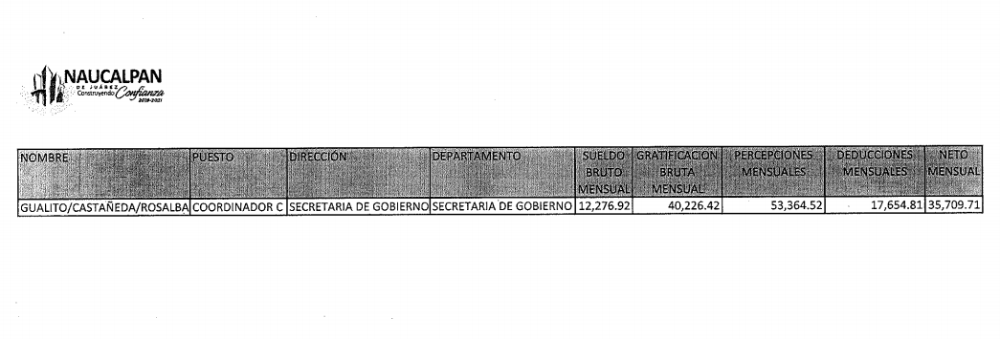 NAUCALPAN
DE JUÁREZ
Construyendo Confianza
2019-2021
NOMBRE PUESTO DIRECCIÓN DEPARTAMENTO SUELDO BRUTO MENSUAL GRATIFICACION BRUTA MENSUAL PERCEPCIONES MENSUALES DEDUCCIONES MENSUALES NETO MENSUAL
GUALITO/CASTAÑEDA/ROSALBA COORDINADOR C SECRETARIA DE GOBIERNO SECRETARIA DE GOBIERNO 12,276.92 40,226.42 53,364.52 17,654.81 35,709.71